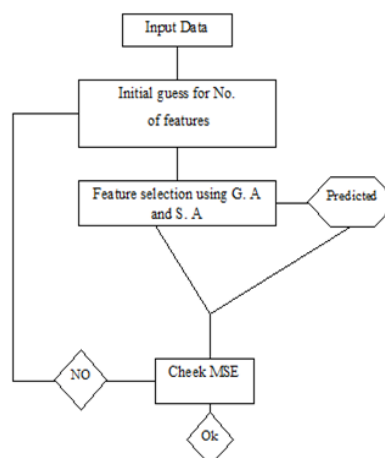 Input Data
Initial guess for No.
of features
Feature selection using G. A
and S. A
Predicted
NO
Cheek MSE
Ok